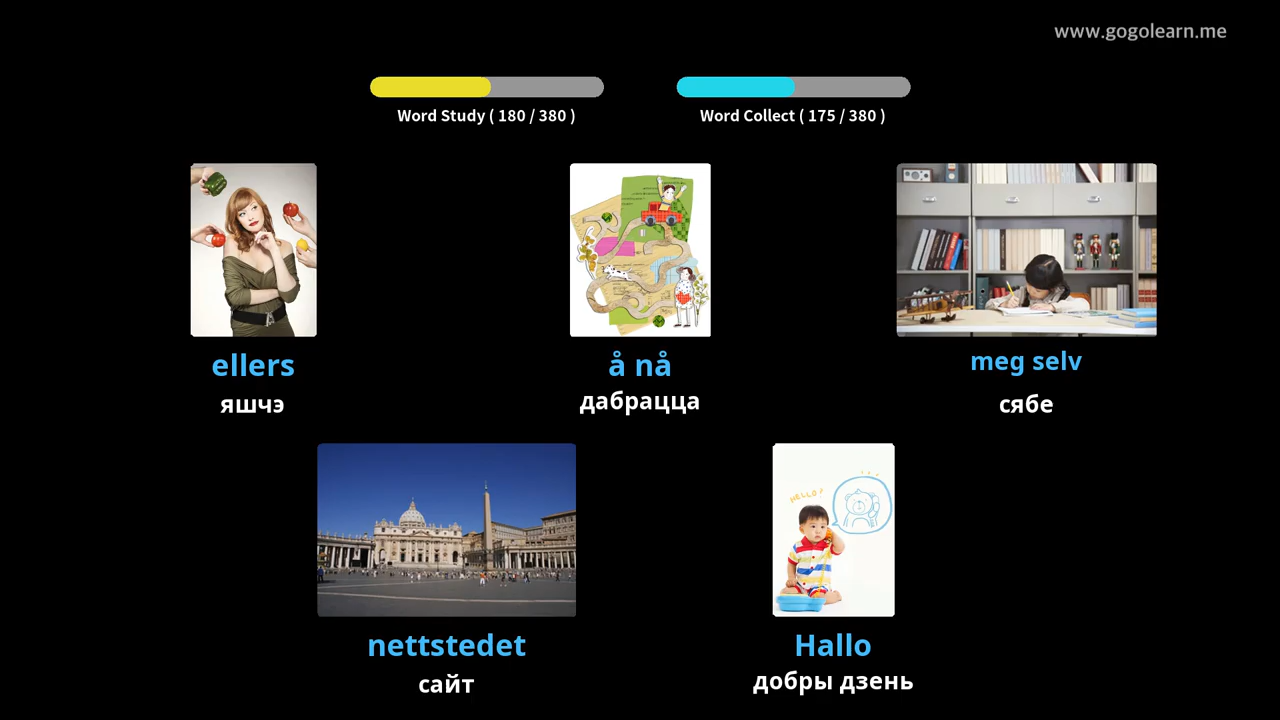 www.gogolearn.me
Word Study ( 180 / 380 )
Word Collect ( 175 / 380 )
ellers
яшчэ
å nå
дабрацца
meg selv
сябе
HELLO?
nettstedet
сайт
Hallo
добры дзень